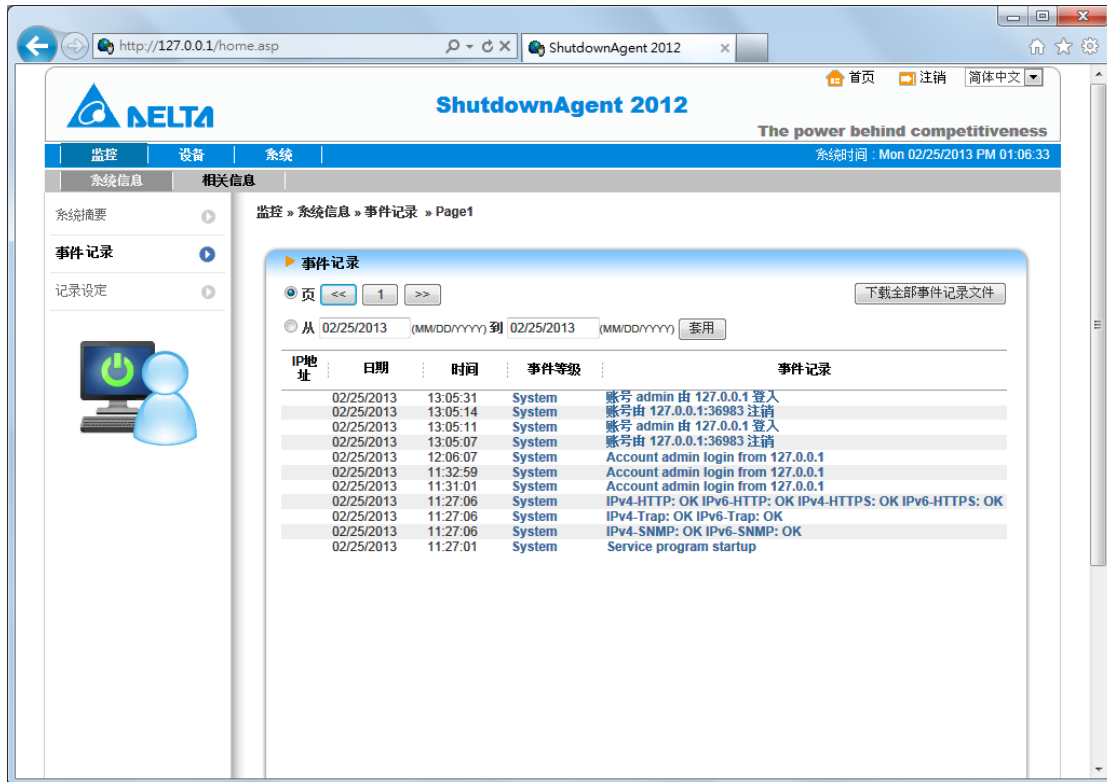 http://127.0.0.1/home.asp
ShutdownAgent 2012
首页 注销 简体中文
DELTA
ShutdownAgent 2012
The power behind competitiveness
监控 设备 系统
系统时间 : Mon 02/25/2013 PM 01:06:33
系统信息 相关信息
系统摘要
事件记录
记录设定
监控 » 系统信息 » 事件记录 » Page1
事件记录
页 << 1 >> 下载全部事件记录文件
从 02/25/2013 (MM/DD/YYYY) 到 02/25/2013 (MM/DD/YYYY) 套用
IP地址 日期 时间 事件等级 事件记录
02/25/2013 13:05:31 System 账号 admin 由 127.0.0.1 登入
02/25/2013 13:05:14 System 账号由 127.0.0.1:36983 注销
02/25/2013 13:05:11 System 账号 admin 由 127.0.0.1 登入
02/25/2013 13:05:07 System 账号由 127.0.0.1:36983 注销
02/25/2013 12:06:07 System Account admin login from 127.0.0.1
02/25/2013 11:32:59 System Account admin login from 127.0.0.1
02/25/2013 11:31:01 System Account admin login from 127.0.0.1
02/25/2013 11:27:06 System IPv4-HTTP: OK IPv6-HTTP: OK IPv4-HTTPS: OK IPv6-HTTPS: OK
02/25/2013 11:27:06 System IPv4-Trap: OK IPv6-Trap: OK
02/25/2013 11:27:06 System IPv4-SNMP: OK IPv6-SNMP: OK
02/25/2013 11:27:01 System Service program startup